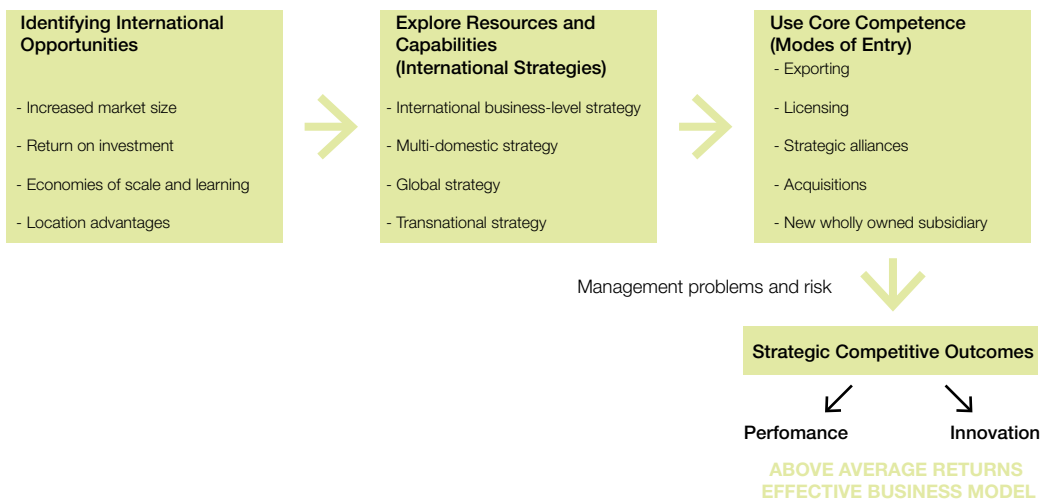 Identifying International
Opportunities
- Increased market size
- Return on investment
- Economies of scale and learning
- Location advantages
Explore Resources and
Capabilities
(International Strategies)
- International business-level strategy
- Multi-domestic strategy
- Global strategy
- Transnational strategy
Use Core Competence
(Modes of Entry)
- Exporting
- Licensing
- Strategic alliances
- Acquisitions
- New wholly owned subsidiary
Management problems and risk
Strategic Competitive Outcomes
Perfomance
Innovation
ABOVE AVERAGE RETURNS
EFFECTIVE BUSINESS MODEL